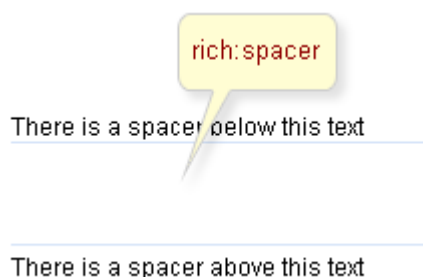 rich:spacer
There is a spacer below this text
There is a spacer above this text